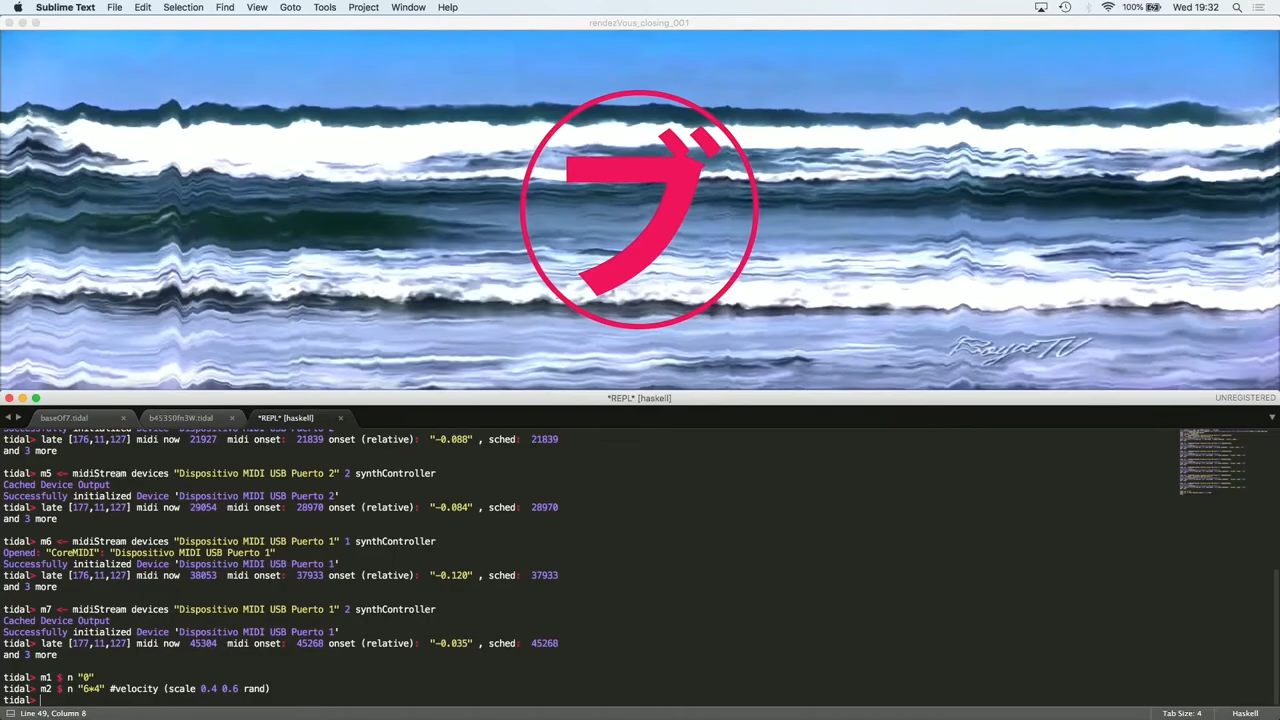 Sublime Text File Edit Selection Find View Goto Tools Project Window Help 100% Wed 19:32
rendezVous_closing_001
ブ
*REPL* [haskell] UNREGISTERED
baseOf7.tidal b45350fn3W.tidal *REPL* [haskell]
tidal> late [176,11,127] midi now 21927 midi onset: 21839 onset (relative): "-0.088" , sched: 21839
and 3 more
tidal> m5 <- midiStream devices "Dispositivo MIDI USB Puerto 2" 2 synthController
Cached Device Output
Successfully initialized Device 'Dispositivo MIDI USB Puerto 2'
tidal> late [177,11,127] midi now 29054 midi onset: 28970 onset (relative): "-0.084" , sched: 28970
and 3 more
tidal> m6 <- midiStream devices "Dispositivo MIDI USB Puerto 1" 1 synthController
Opened: "CoreMIDI": "Dispositivo MIDI USB Puerto 1"
Successfully initialized Device 'Dispositivo MIDI USB Puerto 1'
tidal> late [176,11,127] midi now 38053 midi onset: 37933 onset (relative): "-0.120" , sched: 37933
and 3 more
tidal> m7 <- midiStream devices "Dispositivo MIDI USB Puerto 1" 2 synthController
Cached Device Output
Successfully initialized Device 'Dispositivo MIDI USB Puerto 1'
tidal> late [177,11,127] midi now 45304 midi onset: 45268 onset (relative): "-0.035" , sched: 45268
and 3 more
tidal> m1 $ n "0"
tidal> m2 $ n "6*4" #velocity (scale 0.4 0.6 rand)
tidal>
Line 49, Column 8 Tab Size: 4 Haskell